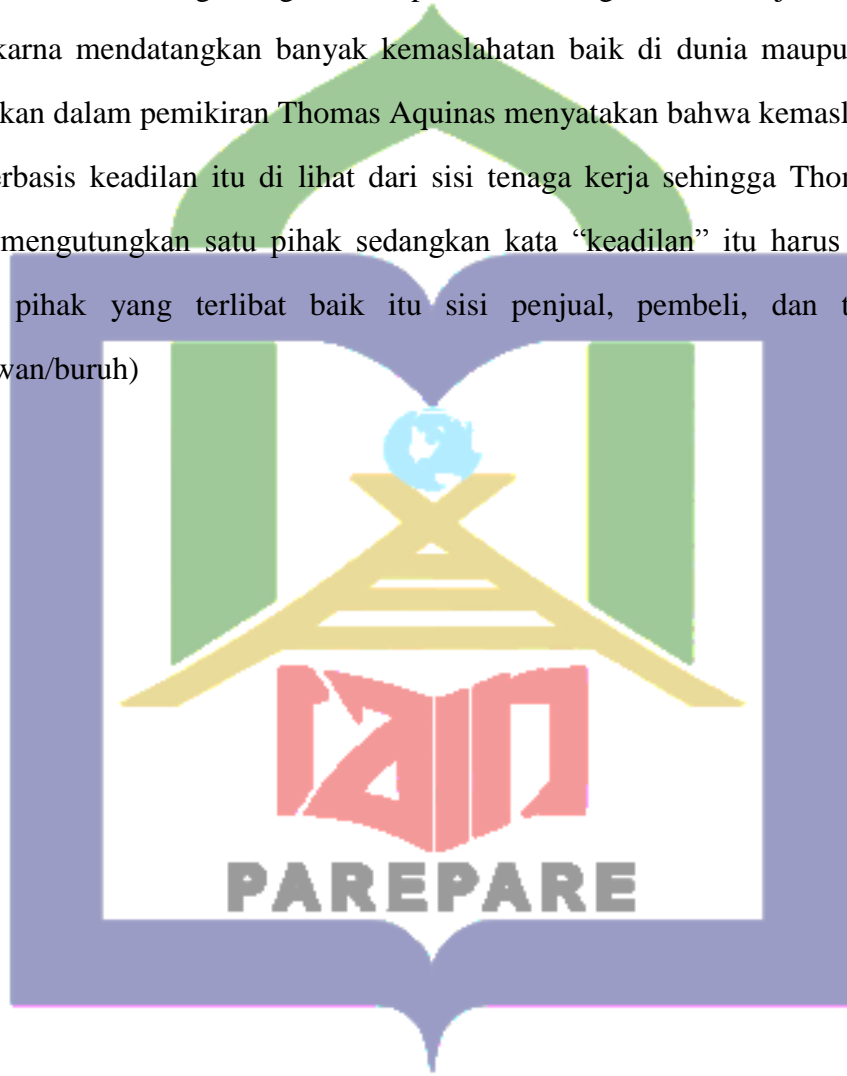 karna mendatangkan banyak kemaslahatan baik di dunia maupu
kan dalam pemikiran Thomas Aquinas menyatakan bahwa kemasl
erbasis keadilan itu di lihat dari sisi tenaga kerja sehingga Tho
mengutungkan satu pihak sedangkan kata “keadilan” itu harus
pihak yang terlibat baik itu sisi penjual, pembeli, dan t
wan/buruh)
iain
PAREPARE